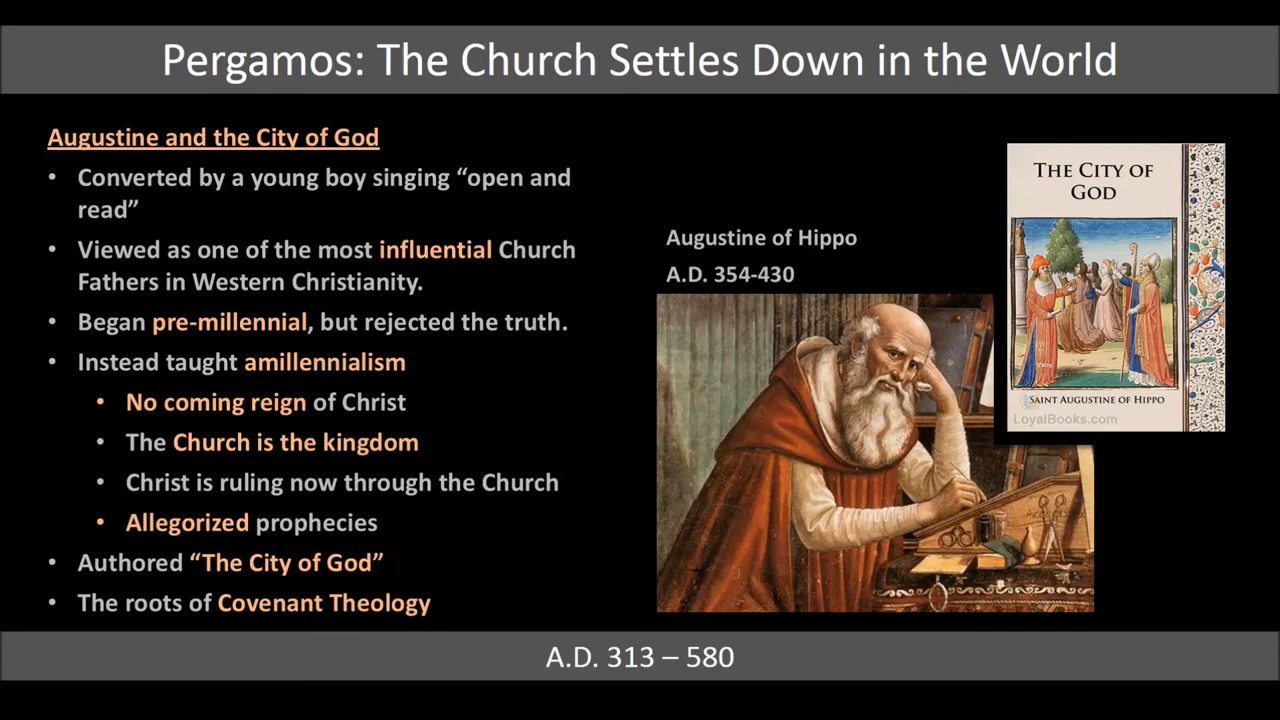 Pergamos: The Church Settles Down in the World
Augustine and the City of God
• Converted by a young boy singing “open and
read”
• Viewed as one of the most influential Church
Fathers in Western Christianity.
• Began pre-millennial, but rejected the truth.
• Instead taught amillennialism
• No coming reign of Christ
• The Church is the kingdom
• Christ is ruling now through the Church
• Allegorized prophecies
• Authored “The City of God”
• The roots of Covenant Theology
Augustine of Hippo
A.D. 354-430
THE CITY OF
GOD
SAINT AUGUSTINE OF HIPPO
LoyalBooks.com
A.D. 313 – 580